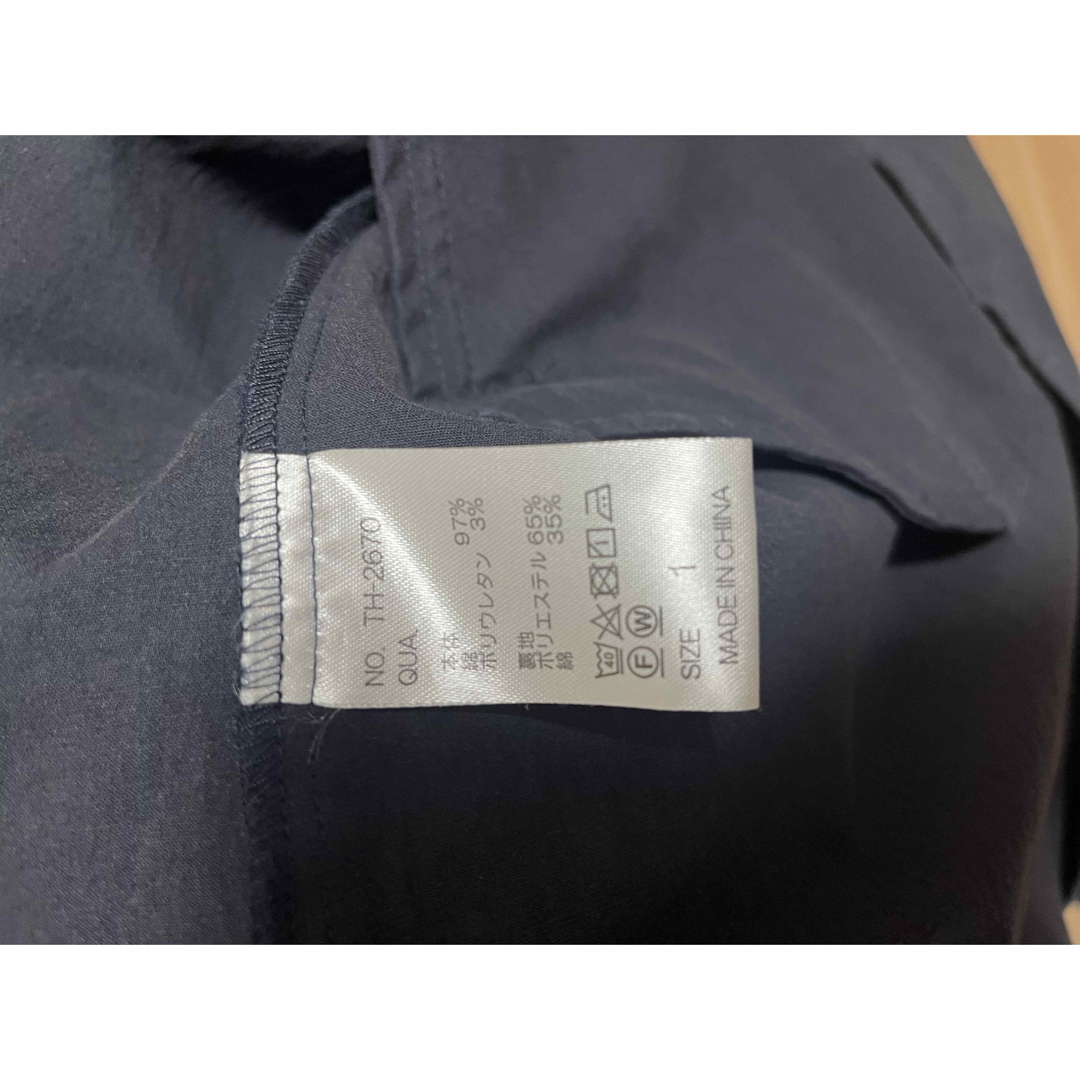 NO. TH-2670
QUA.
本体
綿 97%
ポリウレタン 3%
裏地
ポリエステル 65%
綿 35%
40
F W
SIZE 1
MADE IN CHINA